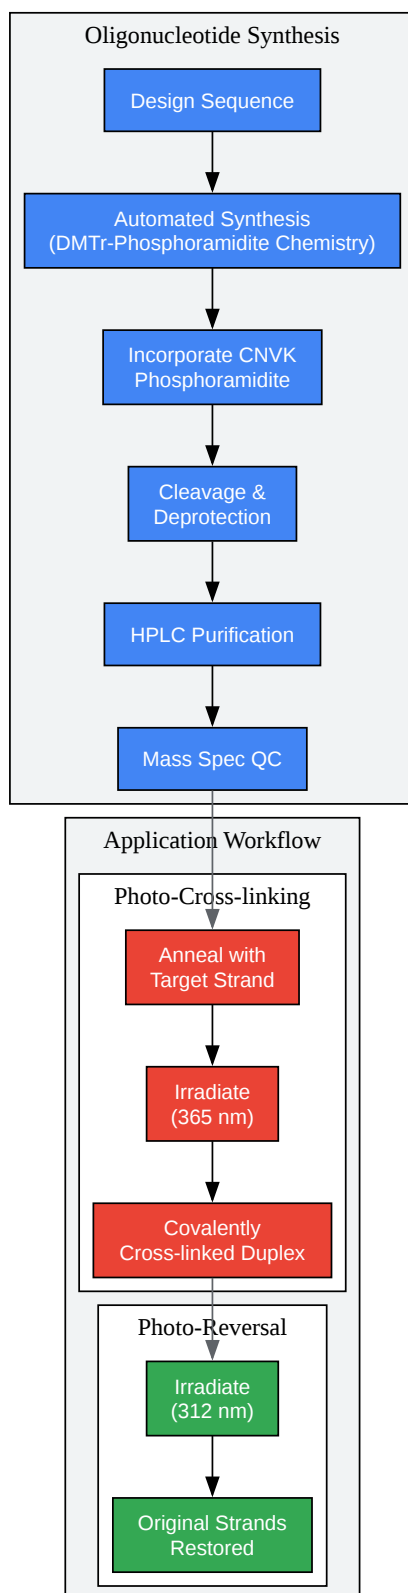 Oligonucleotide Synthesis
Design Sequence
Automated Synthesis
(DMTr-Phosphoramidite Chemistry)
Incorporate CNVK
Phosphoramidite
Cleavage &
Deprotection
HPLC Purification
Mass Spec QC
Application Workflow
Photo-Cross-linking
Anneal with
Target Strand
Irradiate
(365 nm)
Covalently
Cross-linked Duplex
Photo-Reversal
Irradiate
(312 nm)
Original Strands
Restored